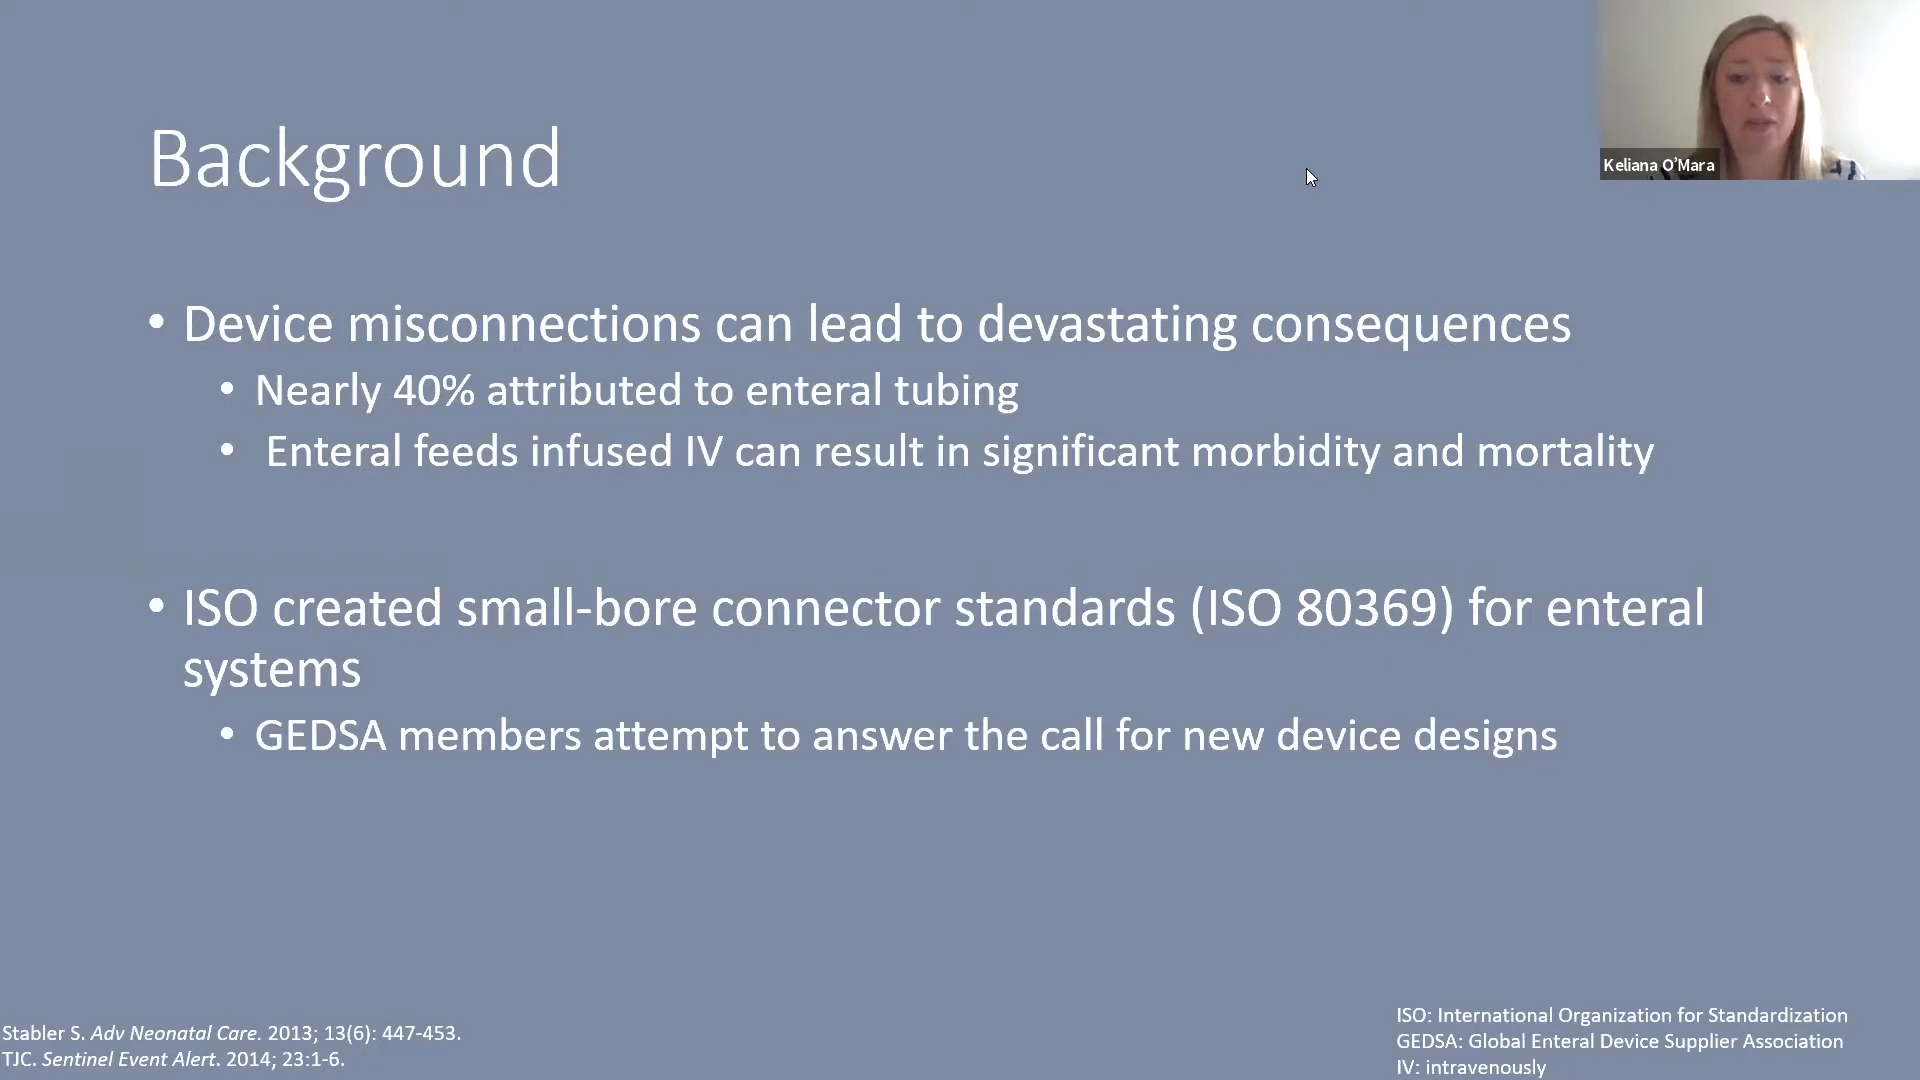 Background
Keliana O'Mara
• Device misconnections can lead to devastating consequences
• Nearly 40% attributed to enteral tubing
• Enteral feeds infused IV can result in significant morbidity and mortality
• ISO created small-bore connector standards (ISO 80369) for enteral
systems
• GEDSA members attempt to answer the call for new device designs
Stabler S. Adv Neonatal Care. 2013; 13(6): 447-453.
TJC. Sentinel Event Alert. 2014; 23:1-6.
ISO: International Organization for Standardization
GEDSA: Global Enteral Device Supplier Association
IV: intravenously